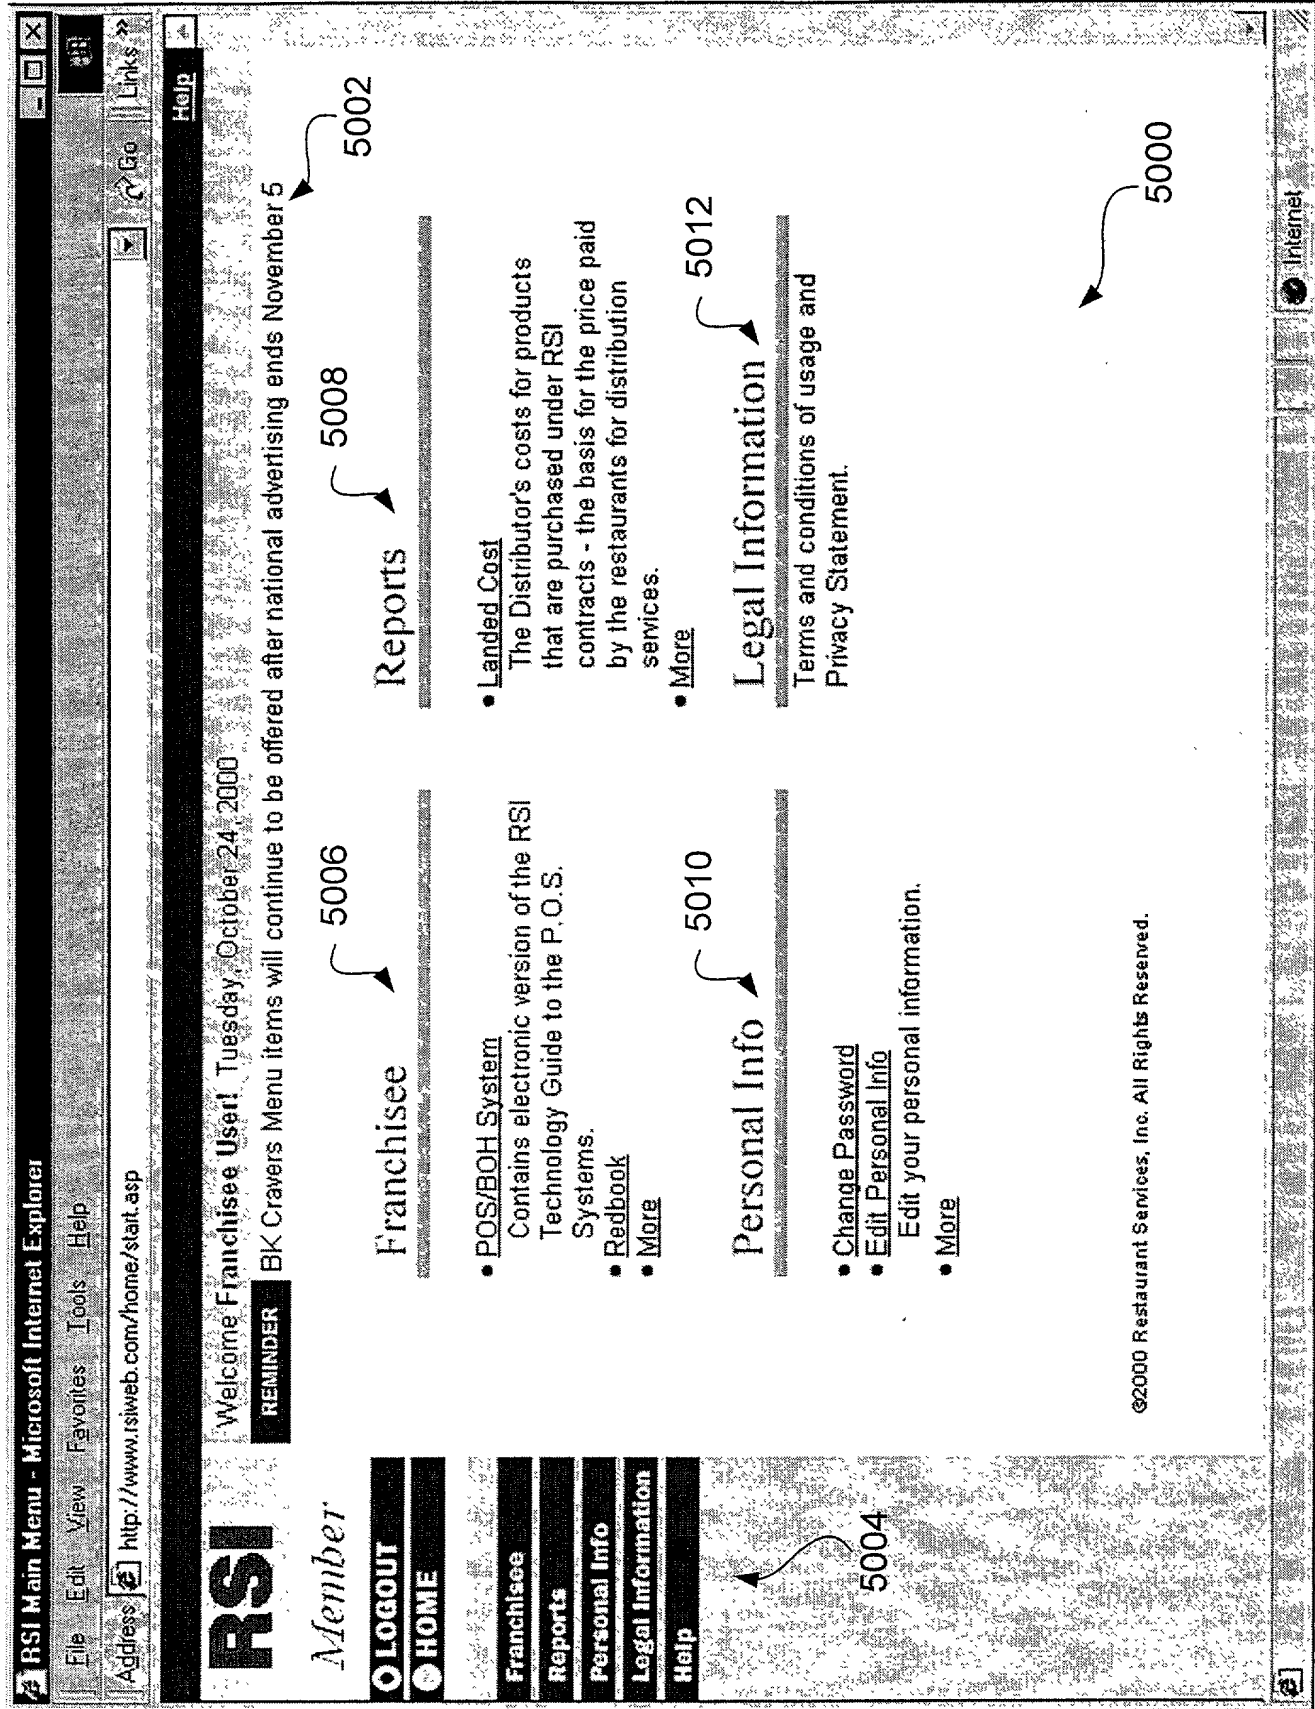 RSI Main Menu - Microsoft Internet Explorer
File Edit View Favorites Tools Help
Address http://www.rsiweb.com/home/start.asp Go Links »
Help
RSI
Member
LOGOUT
HOME
Franchisee
Reports
Personal Info
Legal Information
Help
5004
Welcome Franchisee User! Tuesday, October 24, 2000
REMINDER BK Cravers Menu items will continue to be offered after national advertising ends November 5
5002
Franchisee
5006
• POS/BOH System
Contains electronic version of the RSI
Technology Guide to the P.O.S.
Systems.
• Redbook
• More
Reports
5008
• Landed Cost
The Distributor's costs for products
that are purchased under RSI
contracts - the basis for the price paid
by the restaurants for distribution
services.
• More
Personal Info
5010
• Change Password
• Edit Personal Info
Edit your personal information.
• More
Legal Information
5012
Terms and conditions of usage and
Privacy Statement.
5000
©2000 Restaurant Services, Inc. All Rights Reserved.
Internet